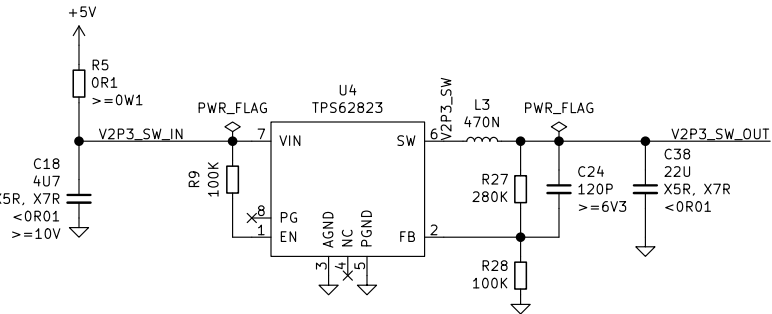 +5V
R5
0R1
>=0W1
V2P3_SW_IN
C18
4U7
X5R, X7R
<0R01
>=10V
PWR_FLAG
R9
100K
U4
TPS62823
7
VIN
8
PG
1
EN
AGND
NC
PGND
3
4
5
SW
6
FB
2
V2P3_SW
L3
470N
PWR_FLAG
V2P3_SW_OUT
R27
280K
C24
120P
>=6V3
C38
22U
X5R, X7R
<0R01
R28
100K